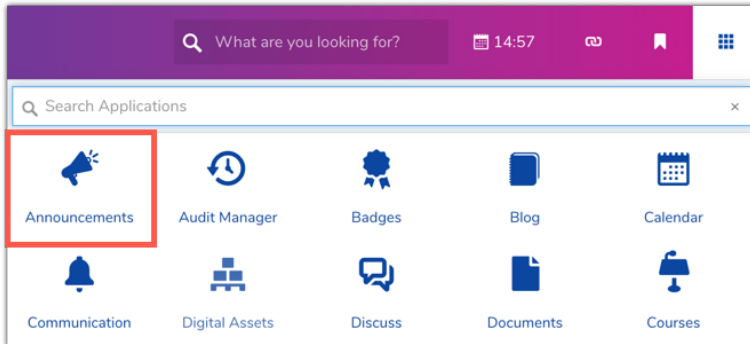 What are you looking for? 14:57
Search Applications ×
Announcements Audit Manager Badges Blog Calendar
Communication Digital Assets Discuss Documents Courses